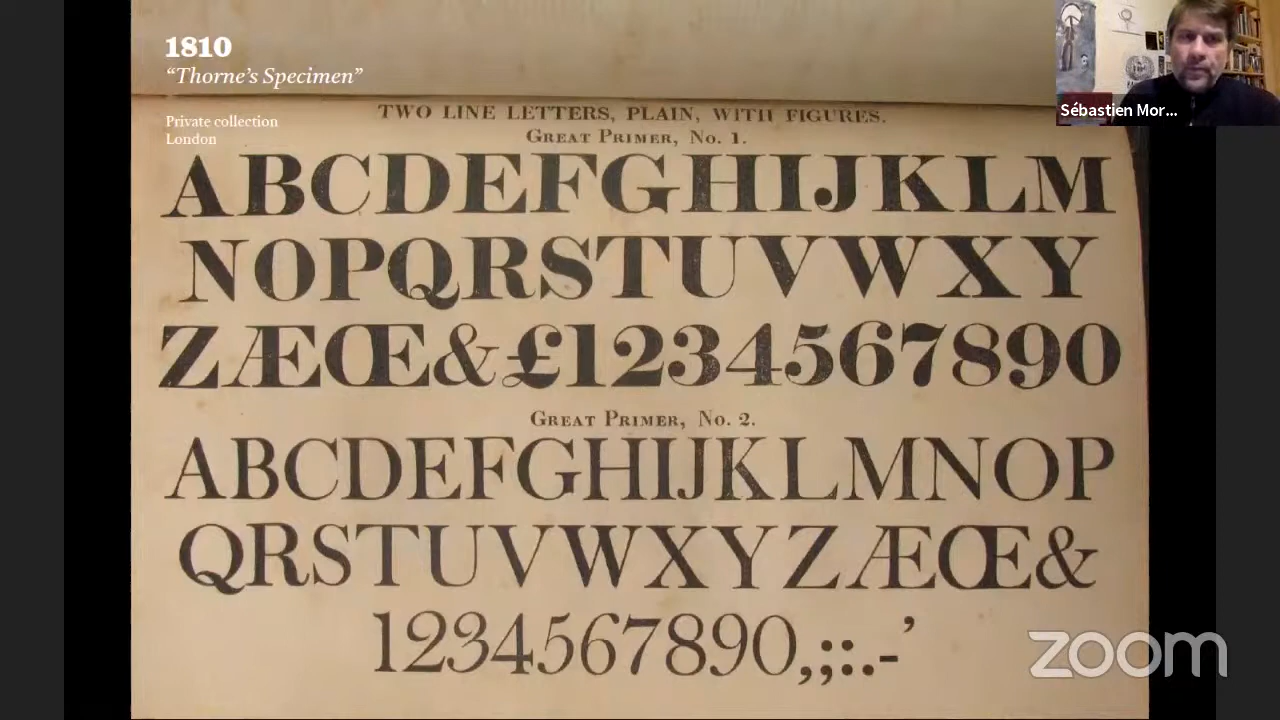 1810
“Thorne’s Specimen”
Private collection
London
Sébastien Mor...
TWO LINE LETTERS, PLAIN, WITH FIGURES.
GREAT PRIMER, No. 1.
ABCDEFGHIJKLM
NOPQRSTUVWXY
ZÆŒ&£1234567890
GREAT PRIMER, No. 2.
ABCDEFGHIJKLMNOP
QRSTUVWXYZÆŒ&
1234567890,;:.-’
zoom